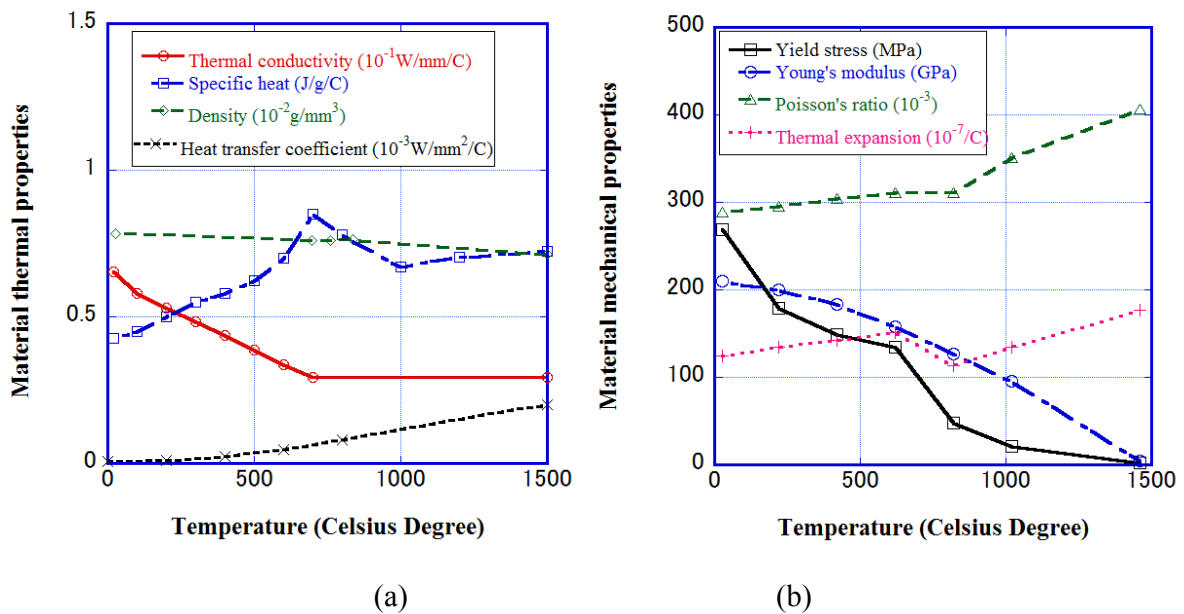 1.5
1
0.5
0
Thermal conductivity (10⁻¹W/mm/C)
Specific heat (J/g/C)
Density (10⁻²g/mm³)
Heat transfer coefficient (10⁻³W/mm²/C)
Material thermal properties
0 500 1000 1500
Temperature (Celsius Degree)
(a)
500
400
300
200
100
0
Yield stress (MPa)
Young's modulus (GPa)
Poisson's ratio (10⁻³)
Thermal expansion (10⁻⁷/C)
Material mechanical properties
0 500 1000 1500
Temperature (Celsius Degree)
(b)